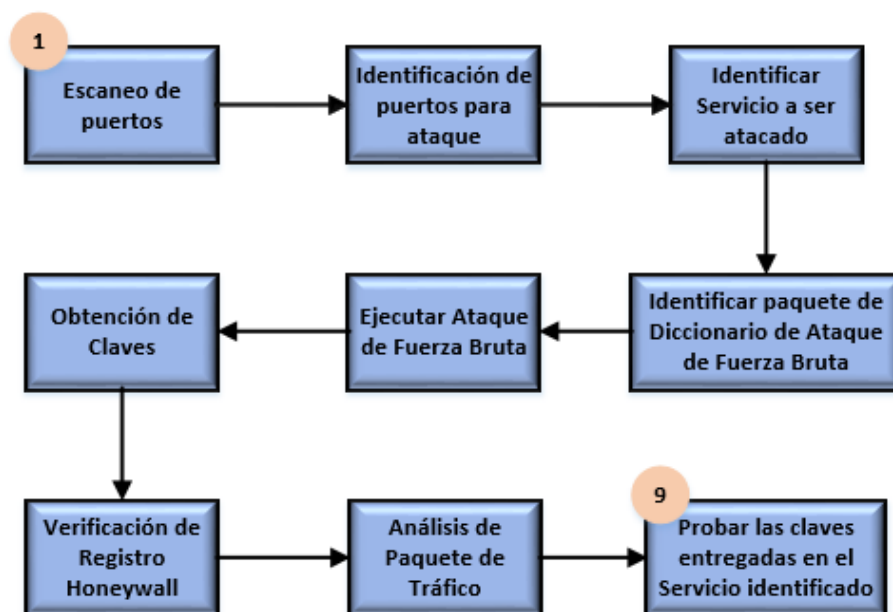 1
Escaneo de
puertos
Identificación de
puertos para
ataque
Identificar
Servicio a ser
atacado
Identificar paquete de
Diccionario de Ataque
de Fuerza Bruta
Ejecutar Ataque
de Fuerza Bruta
Obtención de
Claves
Verificación de
Registro
Honeywall
Análisis de
Paquete de
Tráfico
9
Probar las claves
entregadas en el
Servicio identificado